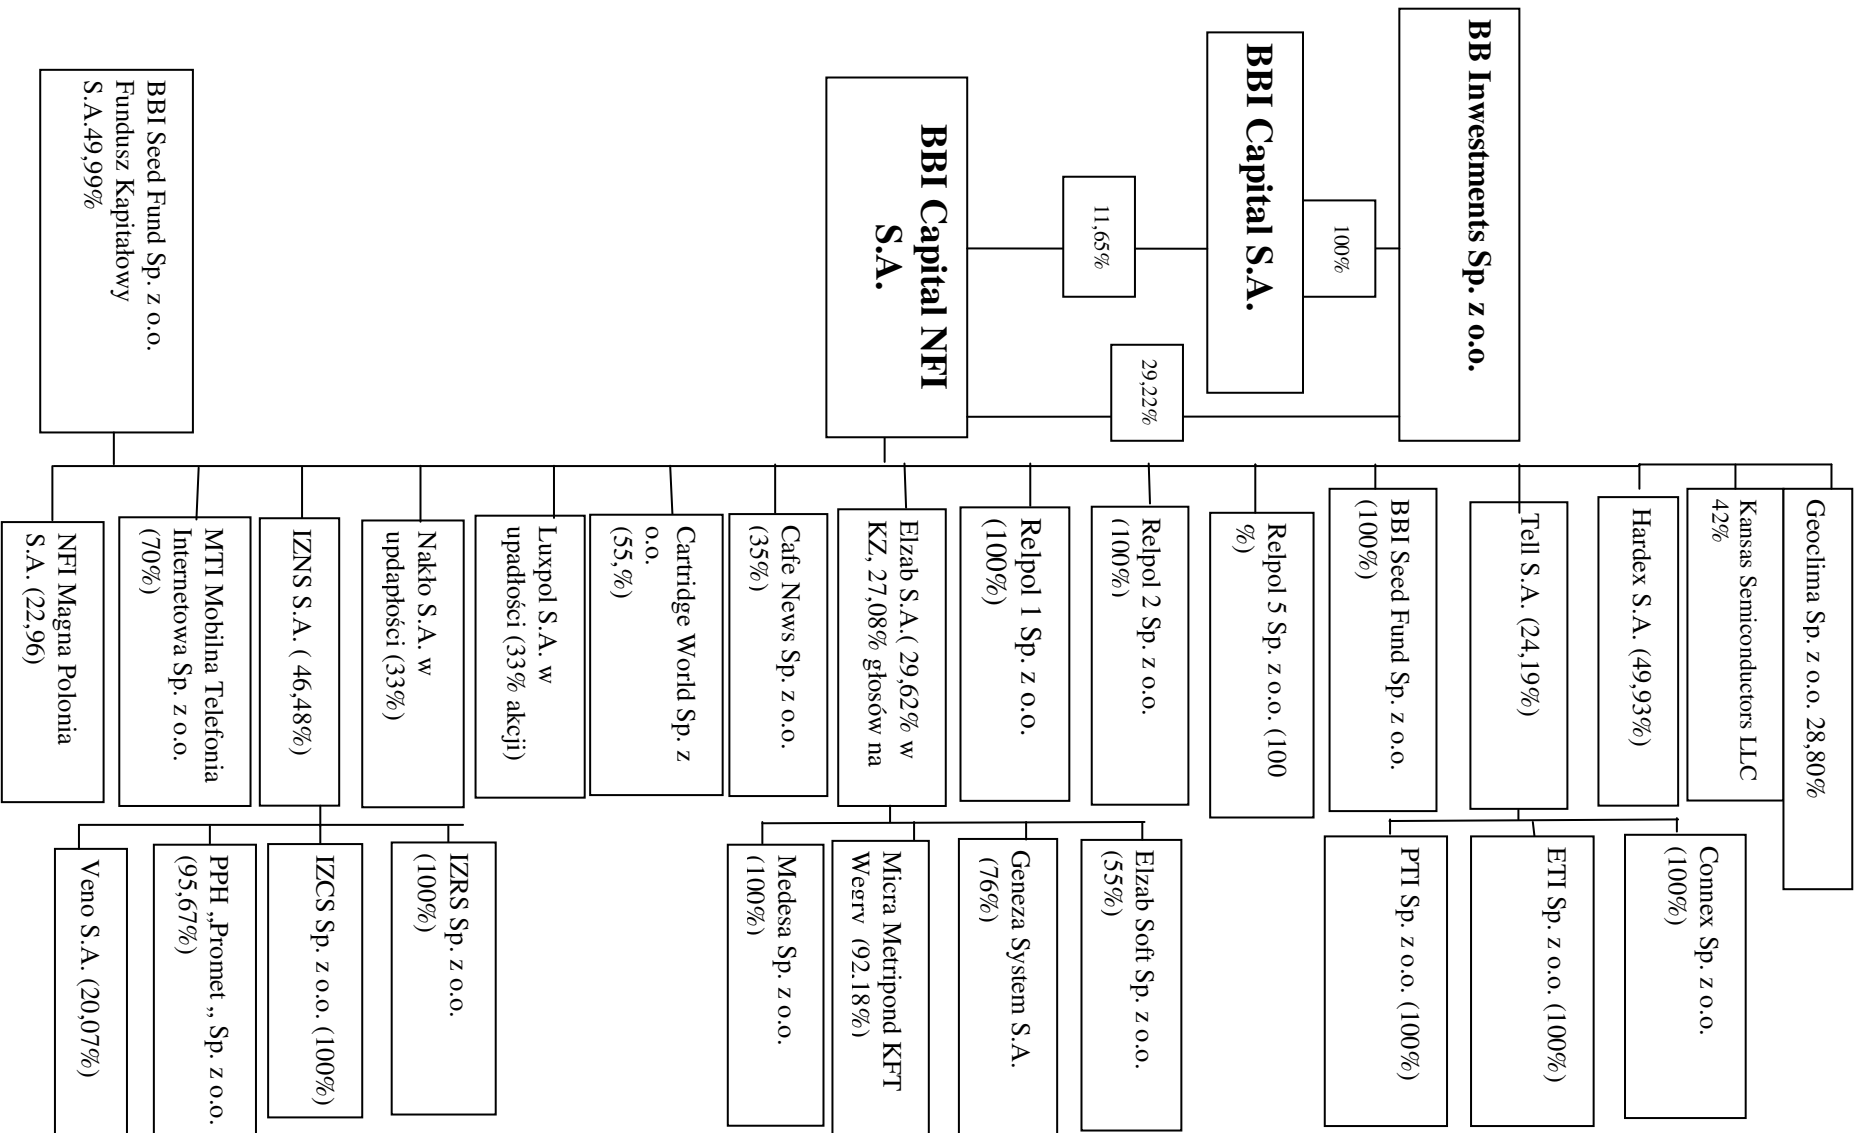 BB Inwestments Sp. z o.o.
100%
BBI Capital S.A.
11,65%
29,22%
BBI Capital NFI
S.A.
BBI Seed Fund Sp. z o.o.
Fundusz Kapitałowy
S.A.49,99%
Geoclima Sp. z o.o. 28,80%
Kansas Semiconductors LLC
42%
Hardex S.A. (49,93%)
Tell S.A. (24,19%)
BBI Seed Fund Sp. z o.o.
(100%)
Relpol 5 Sp. z o.o. (100
%)
Relpol 2 Sp. z o.o.
(100%)
Relpol 1 Sp. z o.o.
(100%)
Elzab S.A.( 29,62% w
KZ, 27,08% głosów na
Cafe News Sp. z o.o.
(35%)
Cartridge World Sp. z
o.o.
(55,%)
Luxpol S.A. w
upadłości (33% akcji)
Nakło S.A. w
updapłości (33%)
IZNS S.A. ( 46,48%)
MTI Mobilna Telefonia
Internetowa Sp. z o.o.
(70%)
NFI Magna Polonia
S.A. (22,96)
Connex Sp. z o.o.
(100%)
ETI Sp. z o.o. (100%)
PTI Sp. z o.o. (100%)
Elzab Soft Sp. z o.o.
(55%)
Geneza System S.A.
(76%)
Micra Metripond KFT
Węgry (92.18%)
Medesa Sp. z o.o.
(100%)
IZRS Sp. z o.o.
(100%)
IZCS Sp. z o.o. (100%)
PPH „Promet „ Sp. z o.o.
(95,67%)
Veno S.A. (20,07%)